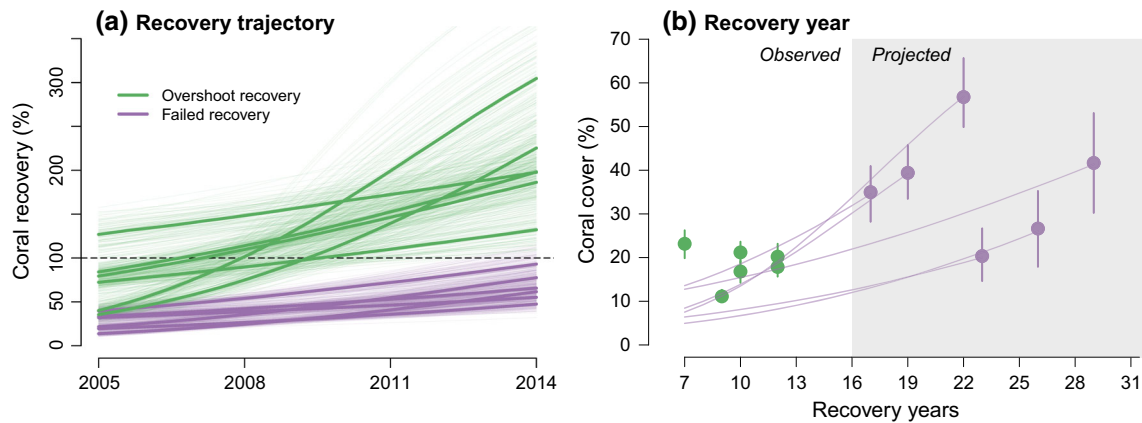 (a) Recovery trajectory
Coral recovery (%)
0
50
100
200
300
Overshoot recovery
Failed recovery
2005
2008
2011
2014
(b) Recovery year
Coral cover (%)
70
60
50
40
30
20
10
0
Observed
Projected
7
10
13
16
19
22
25
28
31
Recovery years